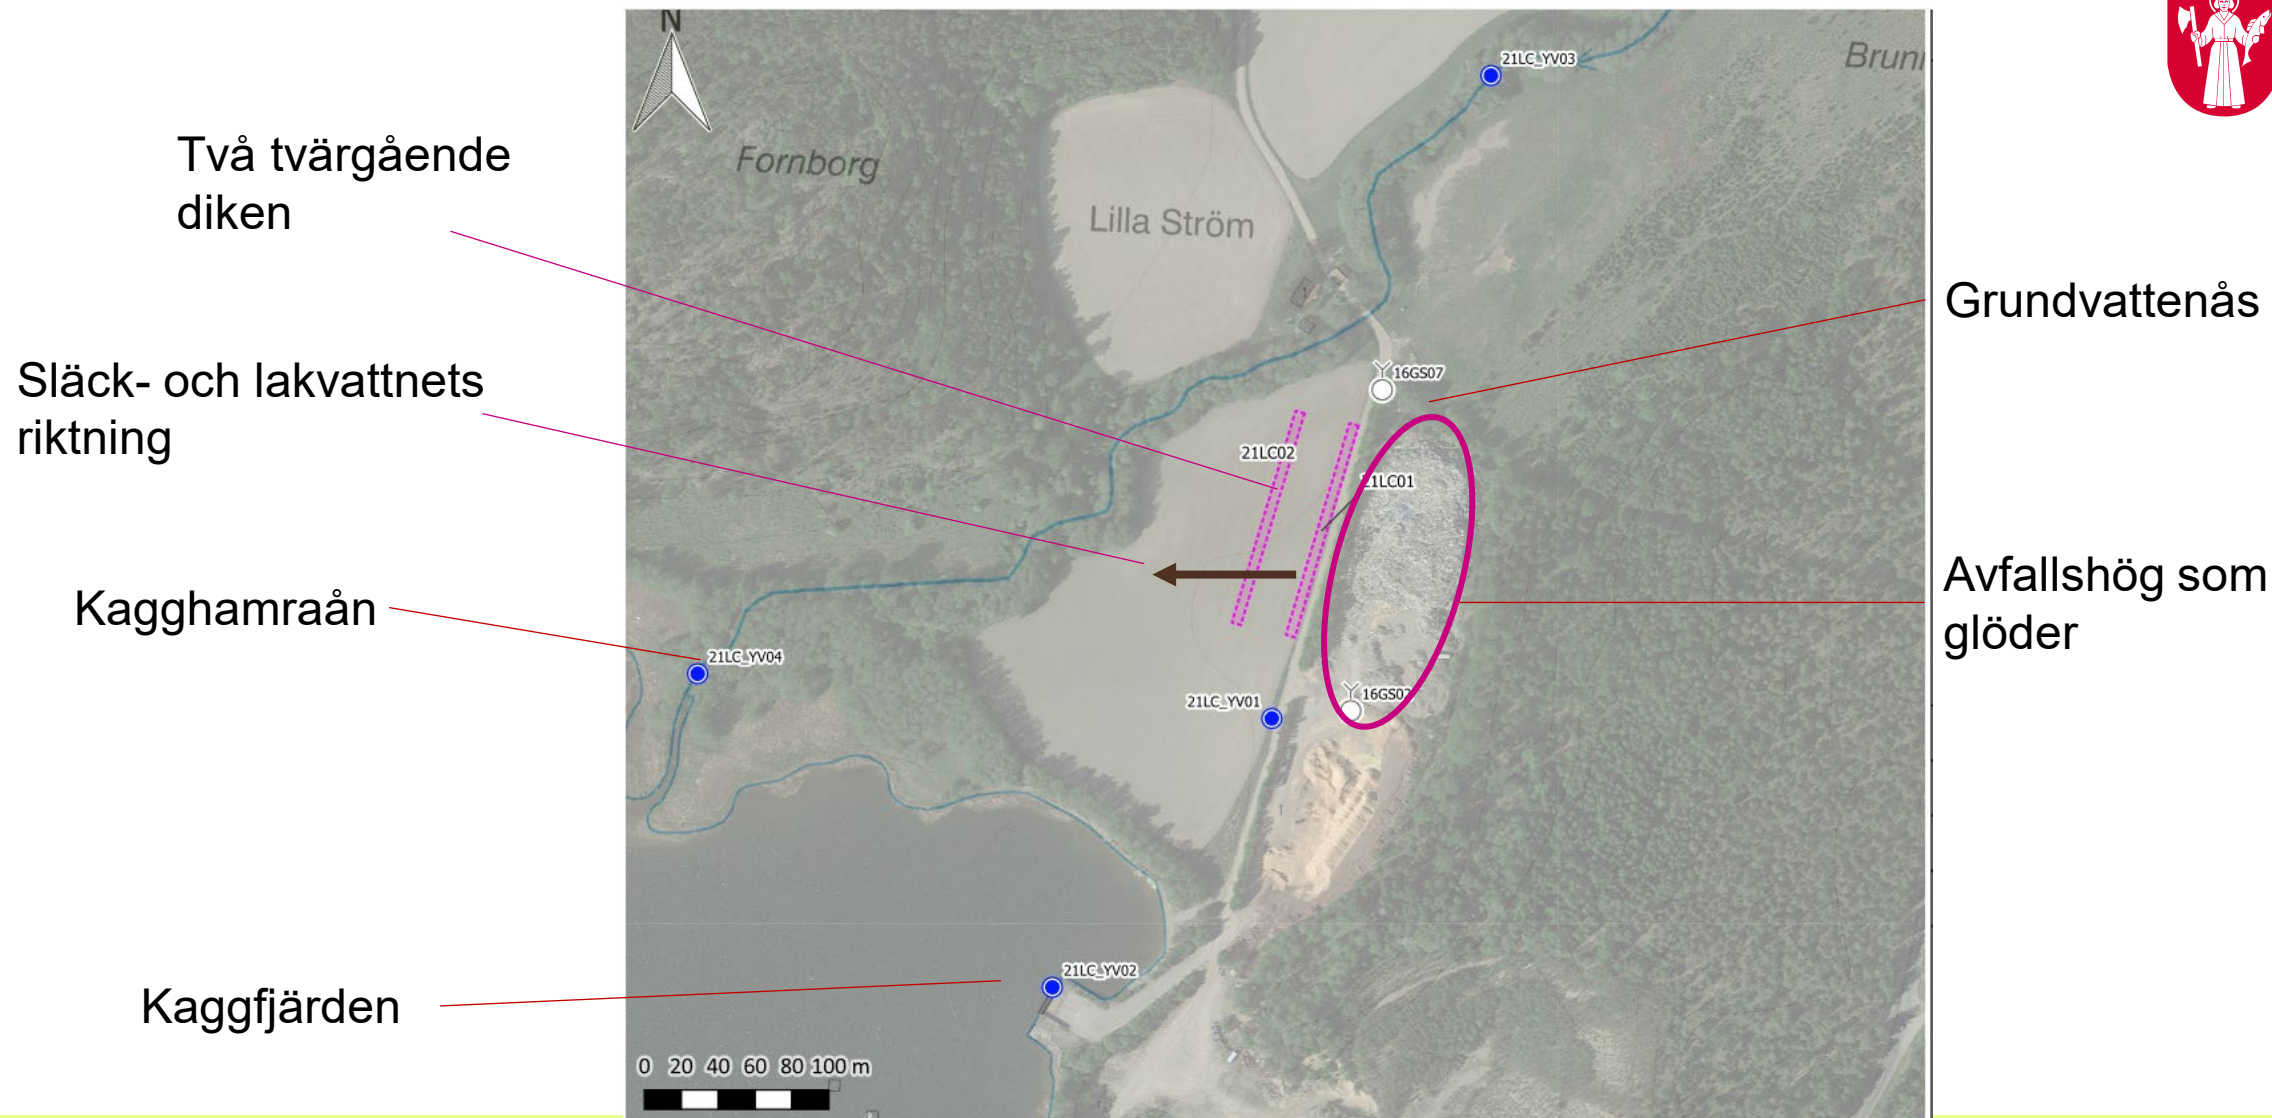 N
21LC_YV03
Två tvärgående
diken
Fornborg
Lilla Ström
Grundvattenås
Släck- och lakvattnets
riktning
16GS07
21LC02
21LC01
Avfallshög som
glöder
Kagghamraån
21LC_YV04
21LC_YV01
Kaggfjärden
21LC_YV02
0 20 40 60 80 100 m